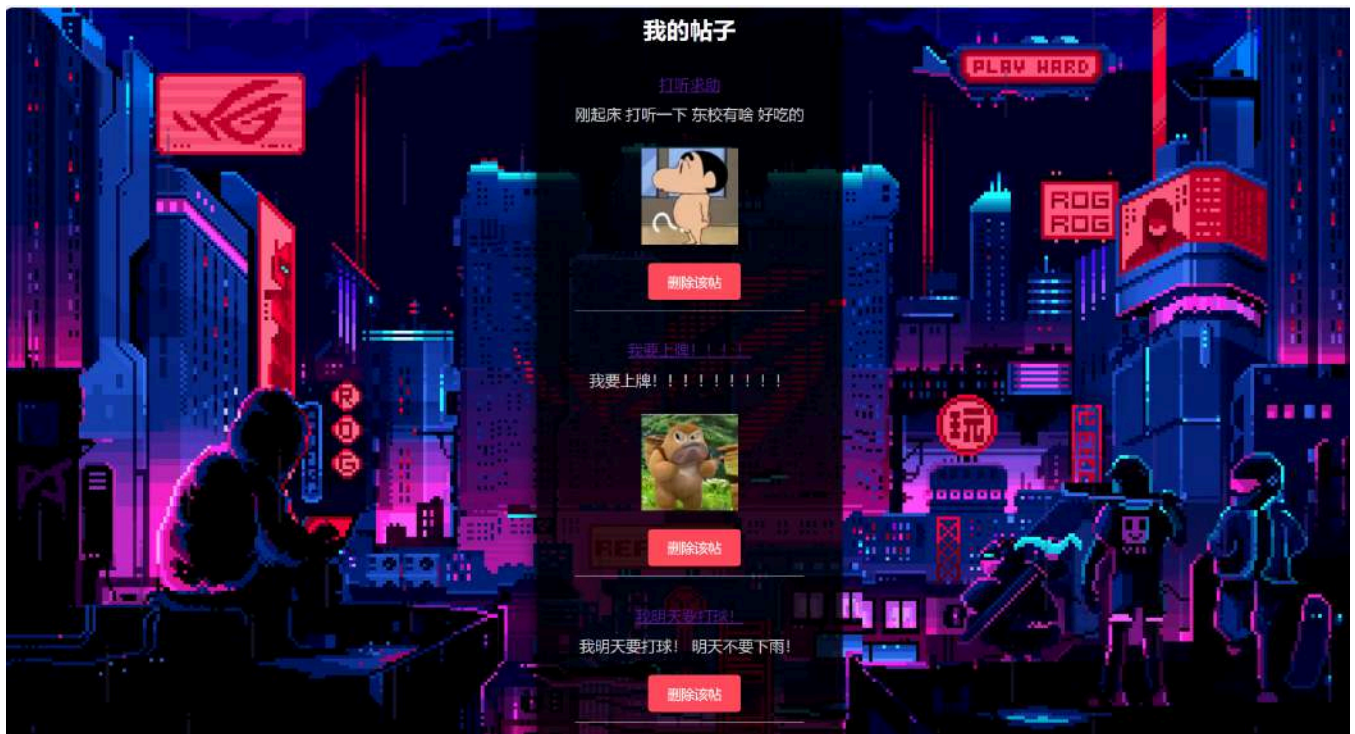 我的帖子
打听求助
刚起床 打听一下 东校有啥 好吃的
删除该帖
我要上牌！！！！
我要上牌！！！！！！！！！
删除该帖
我明天要打球！
我明天要打球！ 明天不要下雨！
删除该帖
PLAY HARD
ROG
ROG
R
O
G
玩